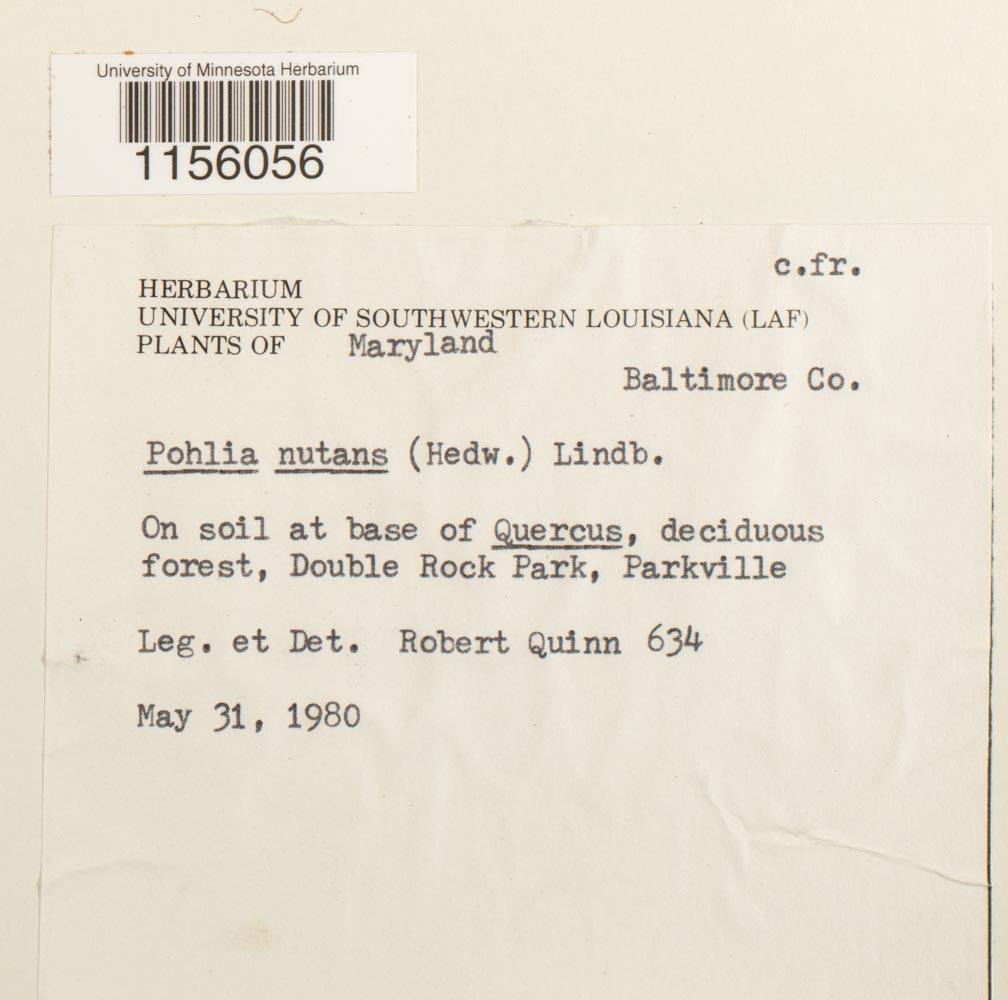 University of Minnesota Herbarium
1156056
c.fr.
HERBARIUM
UNIVERSITY OF SOUTHWESTERN LOUISIANA (LAF)
PLANTS OF Maryland
Baltimore Co.
Pohlia nutans (Hedw.) Lindb.
On soil at base of Quercus, deciduous
forest, Double Rock Park, Parkville
Leg. et Det. Robert Quinn 634
May 31, 1980